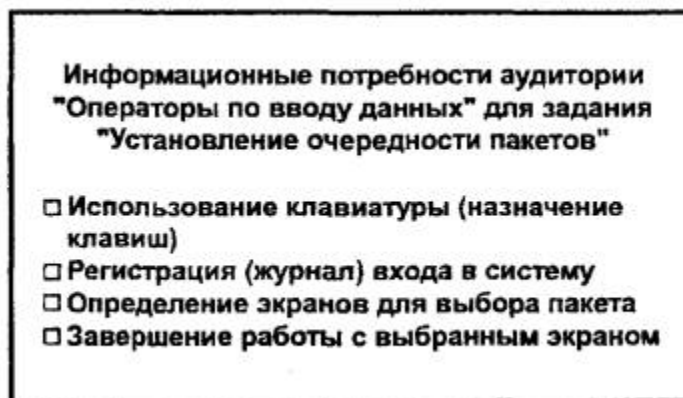 Информационные потребности аудитории
"Операторы по вводу данных" для задания
"Установление очередности пакетов"
□ Использование клавиатуры (назначение
клавиш)
□ Регистрация (журнал) входа в систему
□ Определение экранов для выбора пакета
□ Завершение работы с выбранным экраном